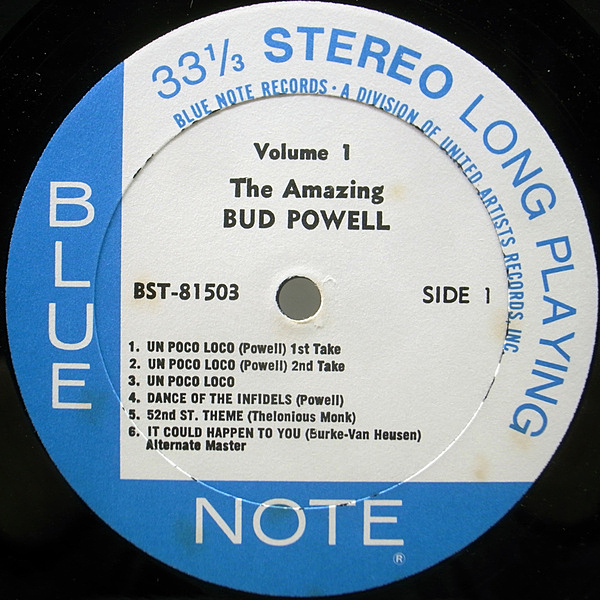 33⅓ STEREO LONG PLAYING
BLUE NOTE RECORDS · A DIVISION OF UNITED ARTISTS RECORDS, INC.
Volume 1
The Amazing
BUD POWELL
BST-81503
SIDE 1
1. UN POCO LOCO (Powell) 1st Take
2. UN POCO LOCO (Powell) 2nd Take
3. UN POCO LOCO
4. DANCE OF THE INFIDELS (Powell)
5. 52nd ST. THEME (Thelonious Monk)
6. IT COULD HAPPEN TO YOU (Burke-Van Heusen)
Alternate Master
BLUE
NOTE
®